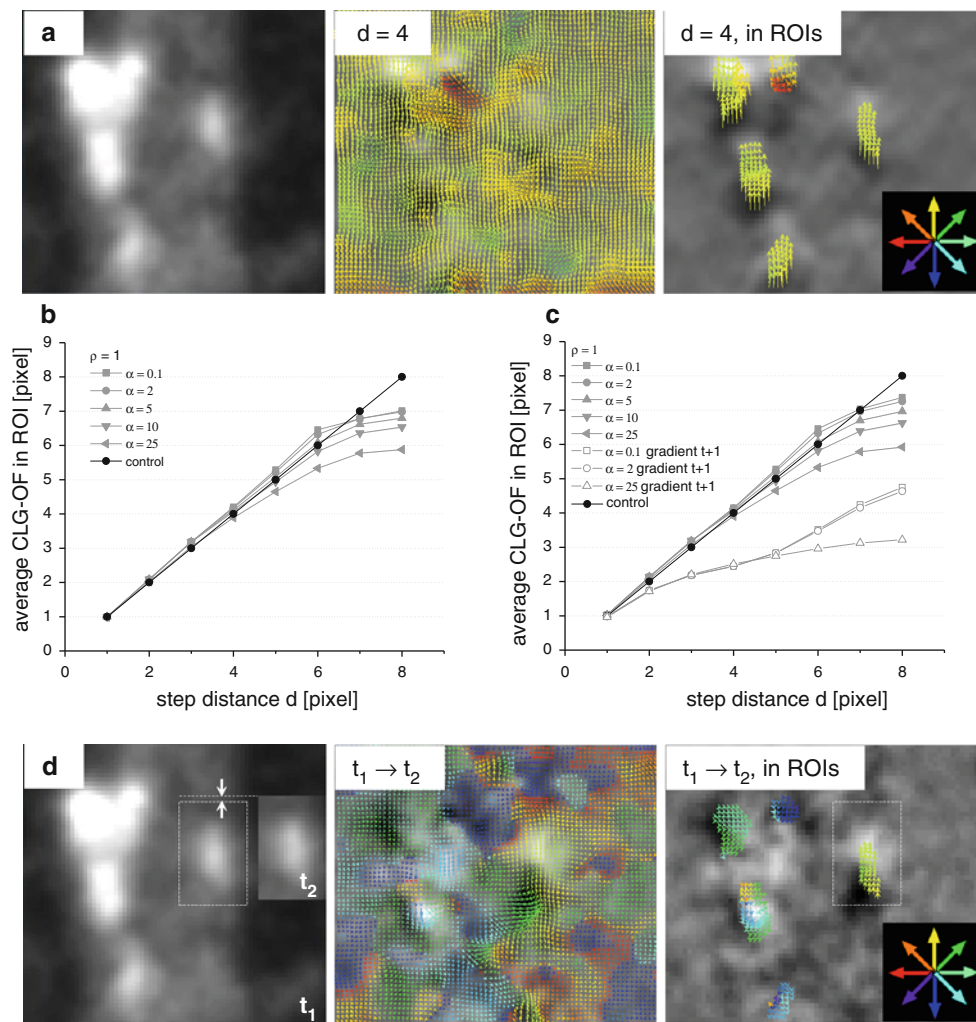 a
d = 4
d = 4, in ROIs
b
average CLG-OF in ROI [pixel]
9
8
7
6
5
4
3
2
1
0
ρ = 1
α = 0.1
α = 2
α = 5
α = 10
α = 25
control
0
2
4
6
8
step distance d [pixel]
c
average CLG-OF in ROI [pixel]
9
8
7
6
5
4
3
2
1
0
ρ = 1
α = 0.1
α = 2
α = 5
α = 10
α = 25
α = 0.1 gradient t+1
α = 2 gradient t+1
α = 25 gradient t+1
control
0
2
4
6
8
step distance d [pixel]
d
t₂
t₁
t₁ → t₂
t₁ → t₂, in ROIs